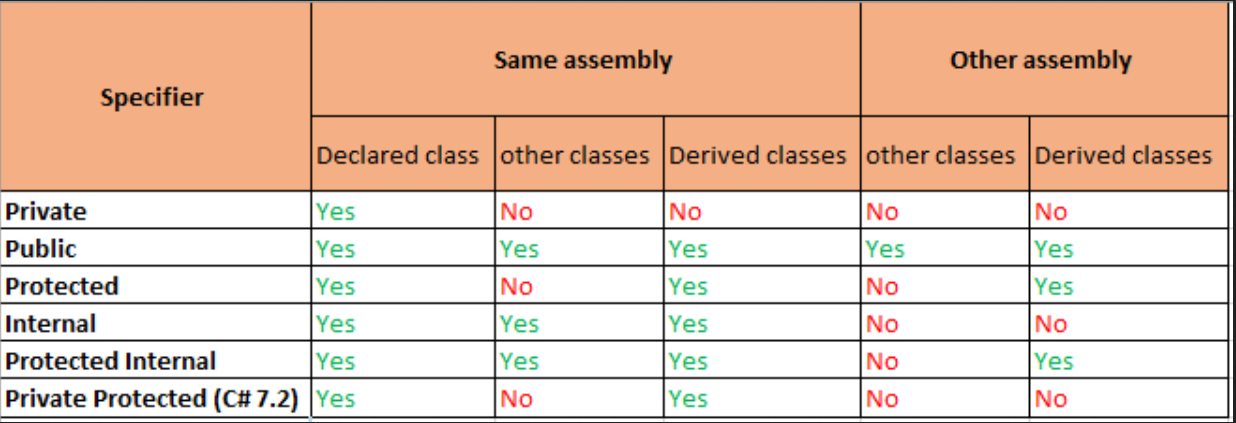 Specifier Same assembly Other assembly
Declared class other classes Derived classes other classes Derived classes
Private Yes No No No No
Public Yes Yes Yes Yes Yes
Protected Yes No Yes No Yes
Internal Yes Yes Yes No No
Protected Internal Yes Yes Yes No Yes
Private Protected (C# 7.2) Yes No Yes No No